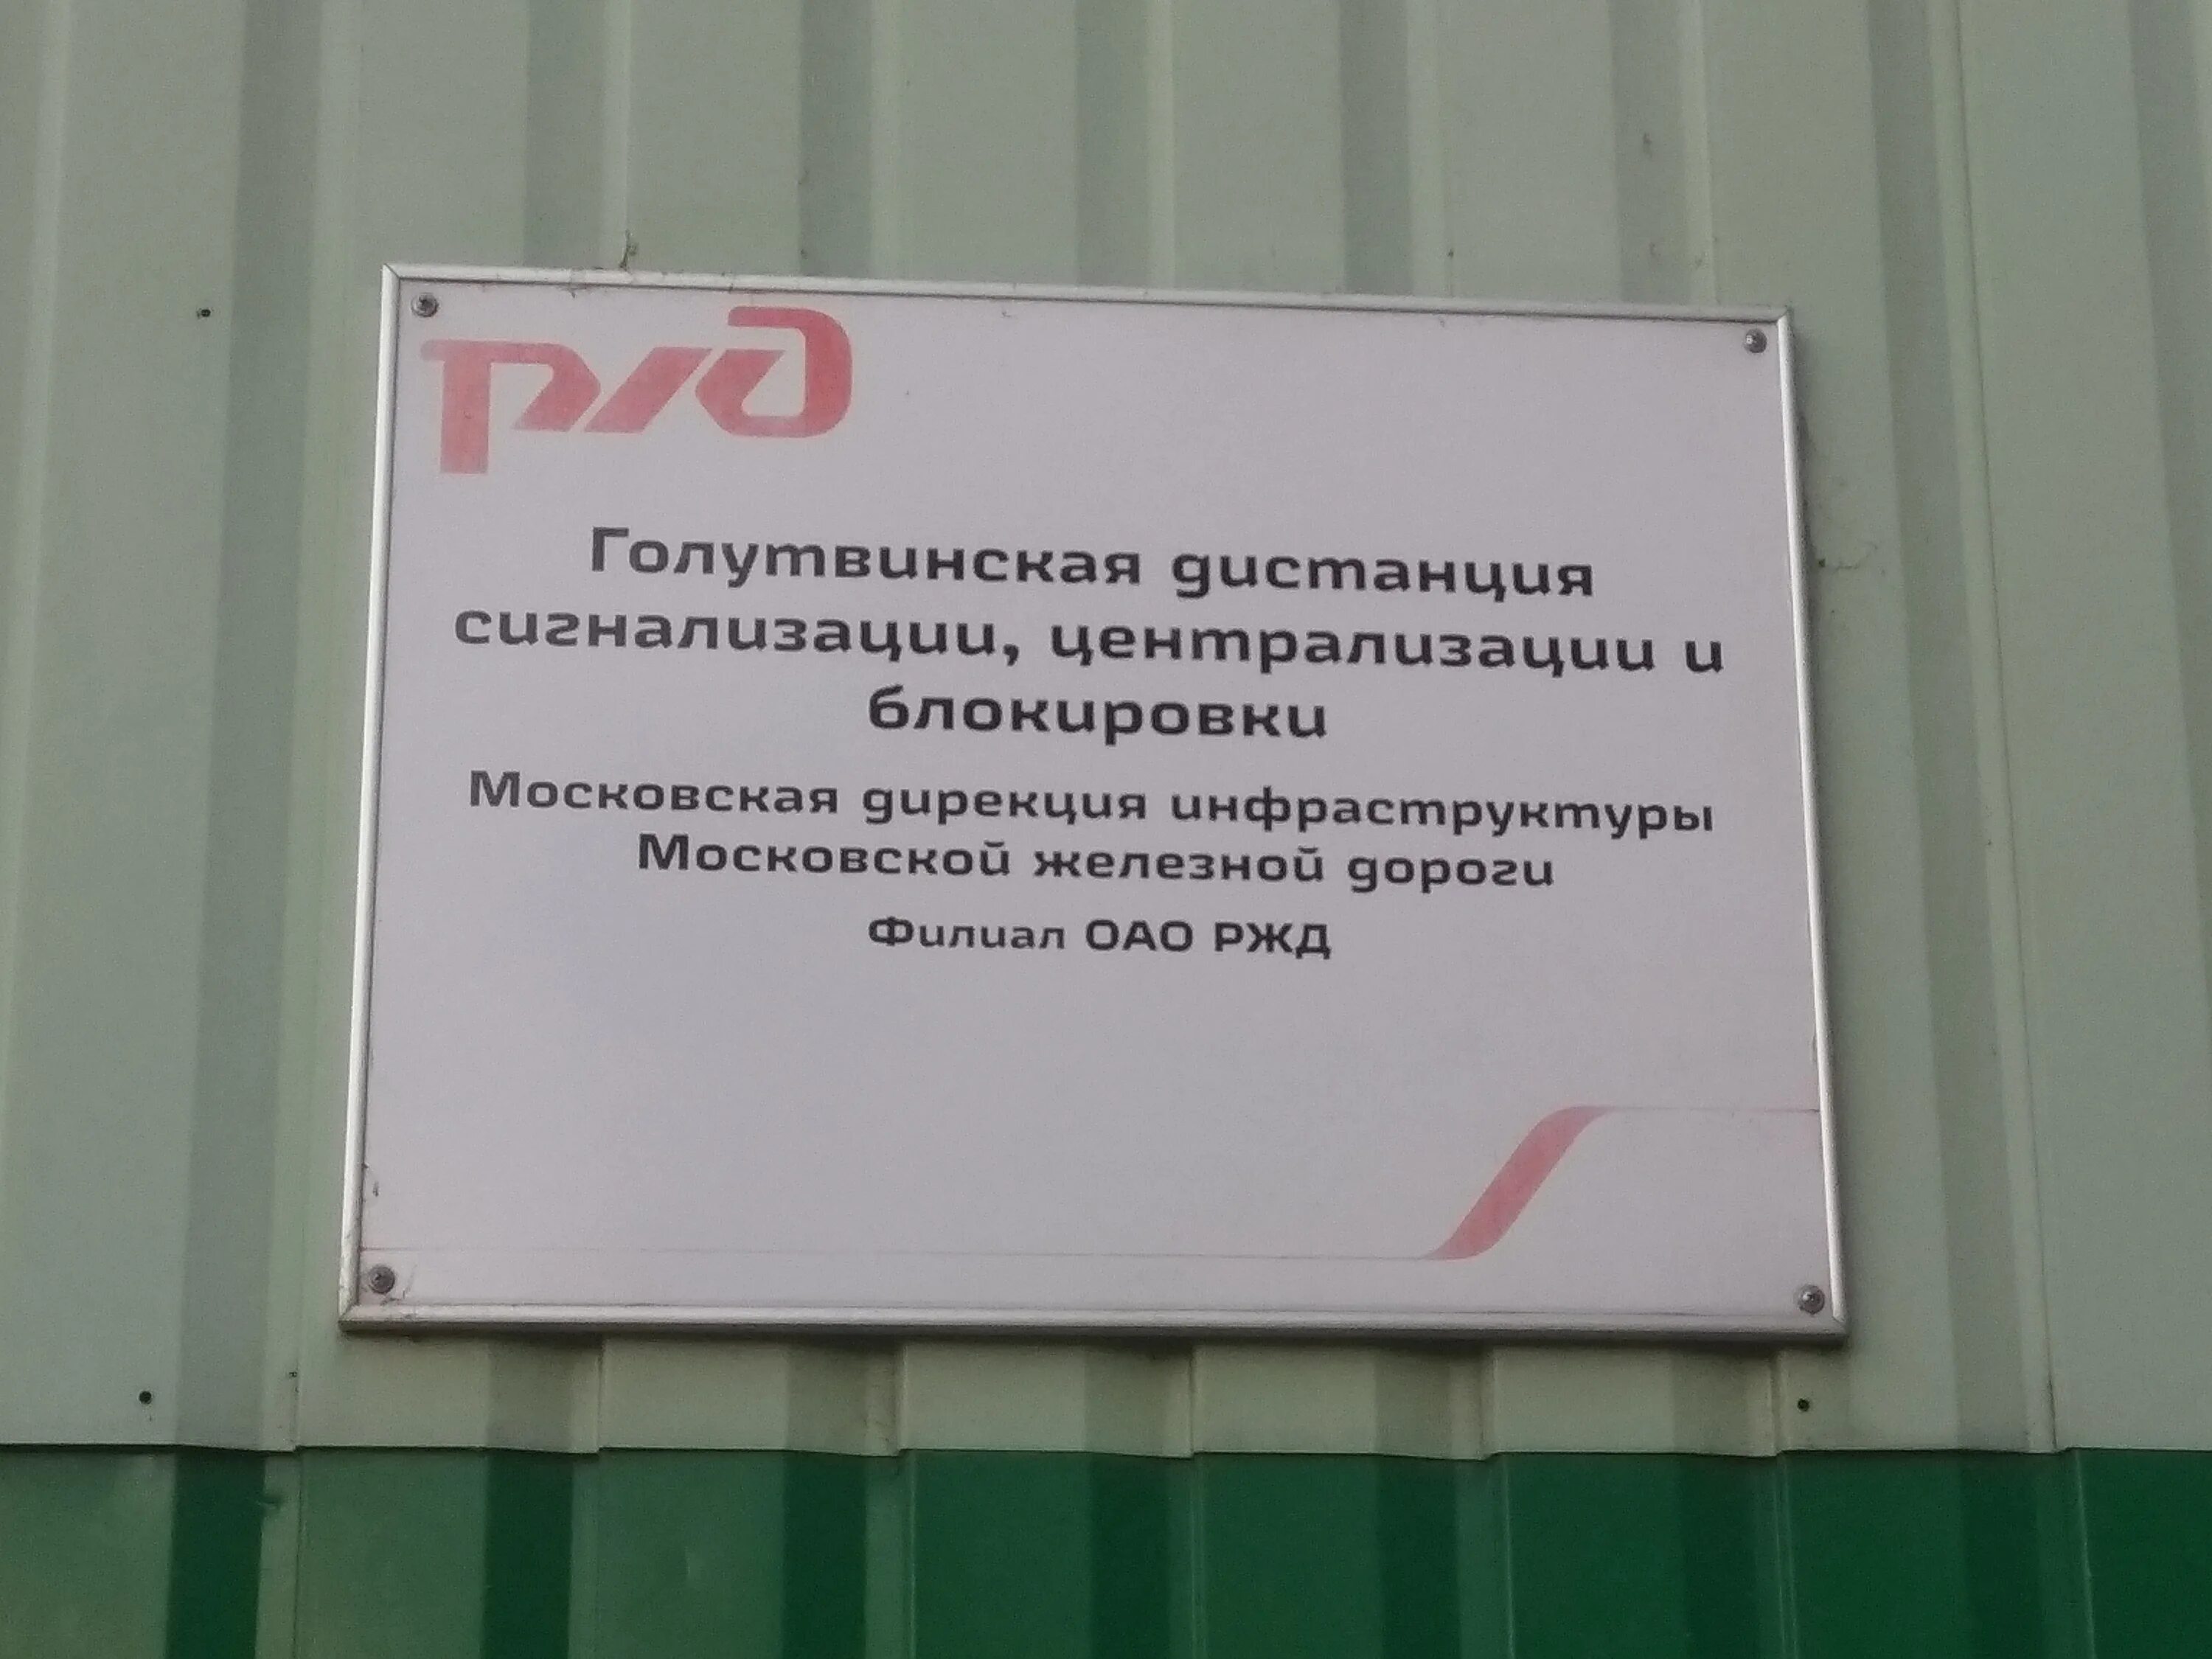 РЖД
Голутвинская дистанция
сигнализации, централизации и
блокировки
Московская дирекция инфраструктуры
Московской железной дороги
Филиал ОАО РЖД